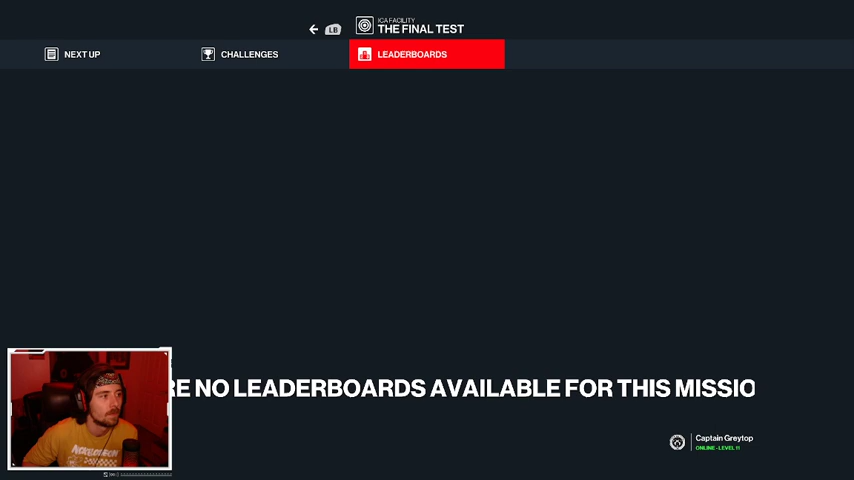 LB
ICA FACILITY
THE FINAL TEST
NEXT UP
CHALLENGES
LEADERBOARDS
RE NO LEADERBOARDS AVAILABLE FOR THIS MISSIO
Captain Greytop
ONLINE - LEVEL 11